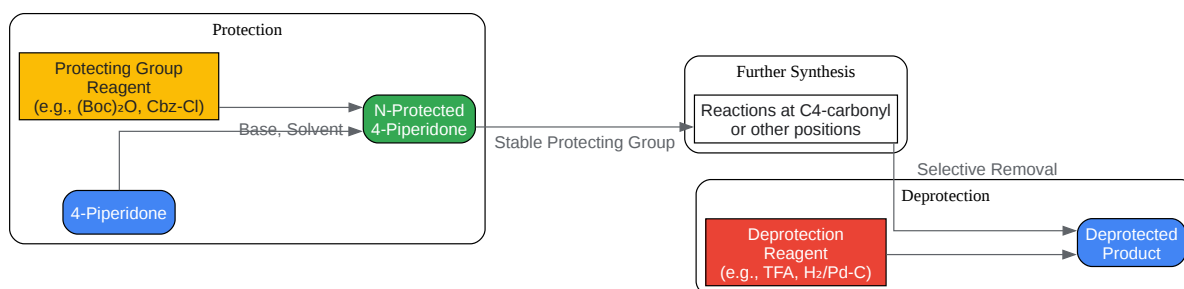 Protection
Protecting Group
Reagent
(e.g., (Boc)₂O, Cbz-Cl)
Base, Solvent
4-Piperidone
N-Protected
4-Piperidone
Stable Protecting Group
Further Synthesis
Reactions at C4-carbonyl
or other positions
Selective Removal
Deprotection
Deprotection
Reagent
(e.g., TFA, H₂/Pd-C)
Deprotected
Product